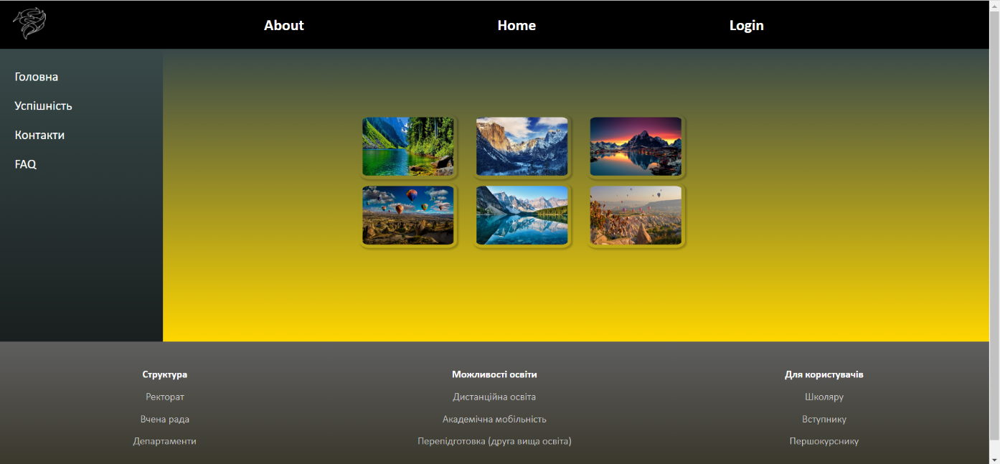 About
Home
Login
Головна
Успішність
Контакти
FAQ
Структура
Ректорат
Вчена рада
Департаменти
Можливості освіти
Дистанційна освіта
Академічна мобільність
Перепідготовка (друга вища освіта)
Для користувачів
Школяру
Вступнику
Першокурснику